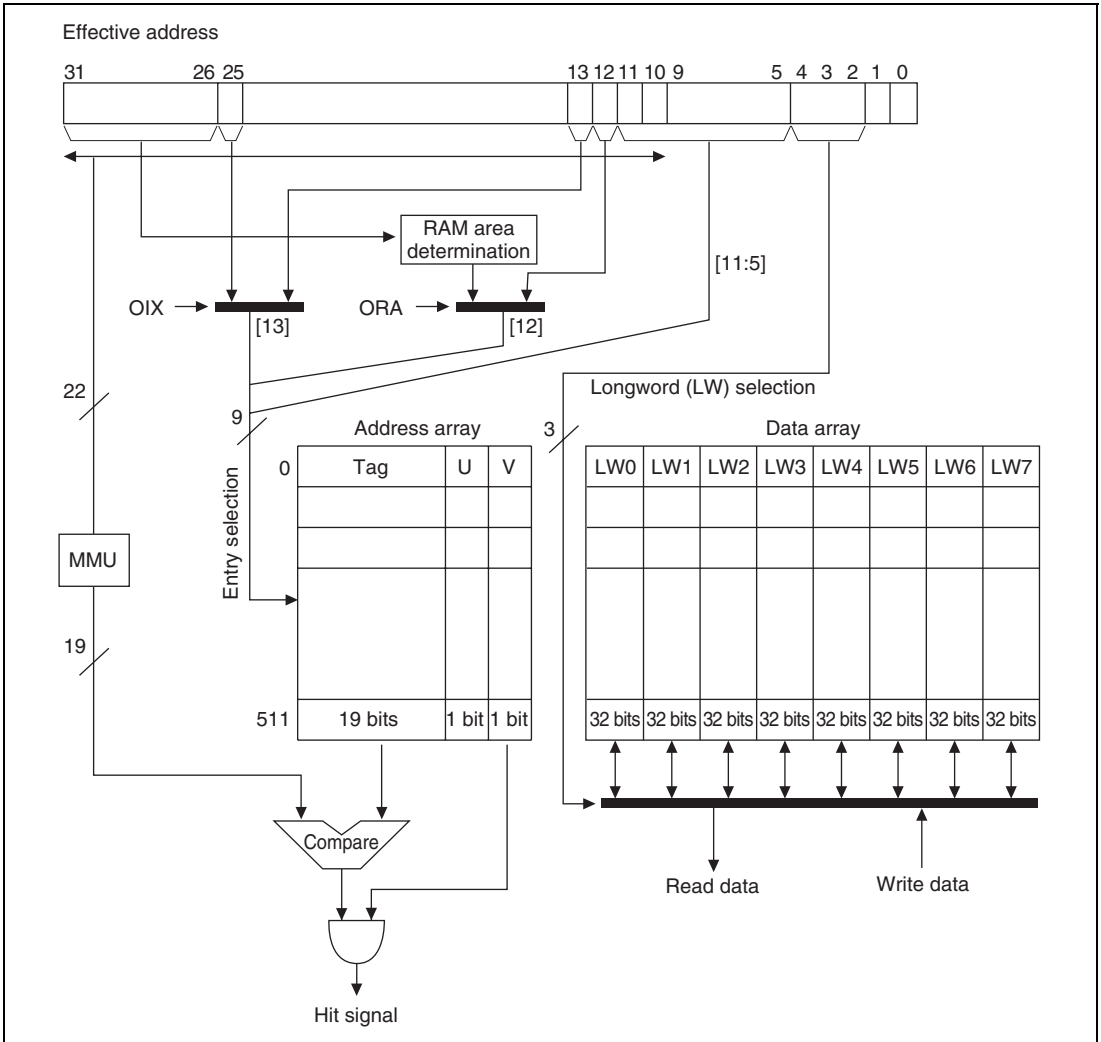 Effective address
31 26 25 13 12 11 10 9 5 4 3 2 1 0
RAM area
determination
[11:5]
OIX
ORA
[13]
[12]
22
Longword (LW) selection
9
3
Address array
Data array
Entry selection
0 Tag U V
LW0 LW1 LW2 LW3 LW4 LW5 LW6 LW7
MMU
19
511 19 bits 1 bit 1 bit
32 bits 32 bits 32 bits 32 bits 32 bits 32 bits 32 bits 32 bits
Compare
Read data
Write data
Hit signal